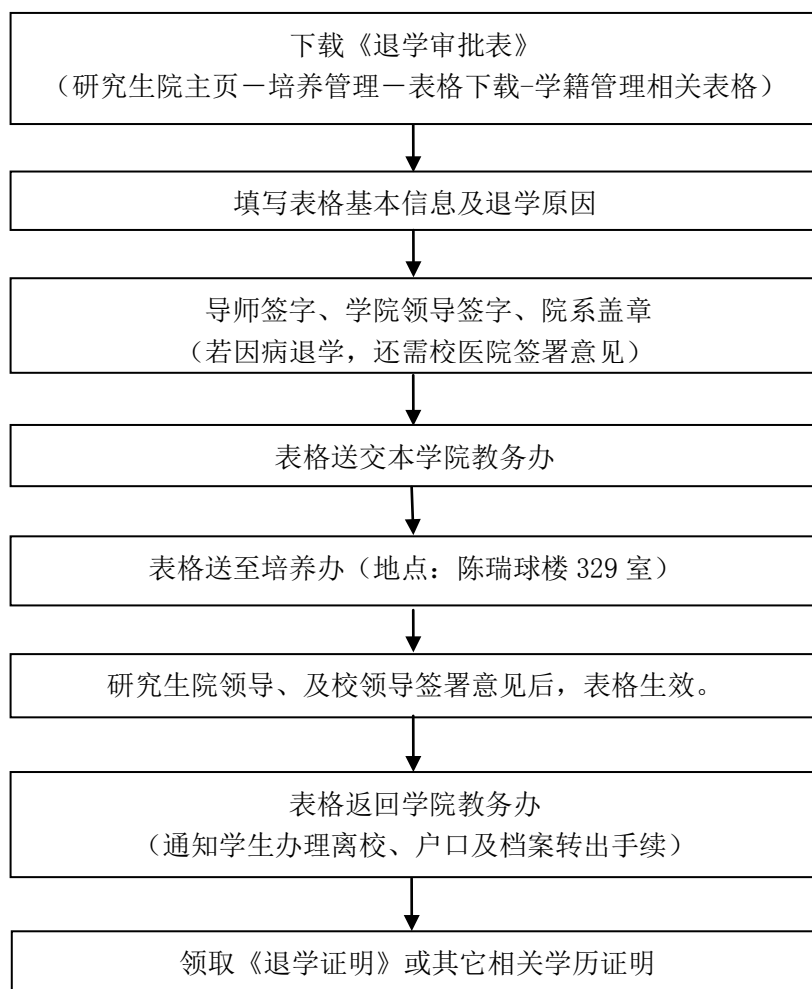 下载《退学审批表》
（研究生院主页－培养管理－表格下载-学籍管理相关表格）
填写表格基本信息及退学原因
导师签字、学院领导签字、院系盖章
（若因病退学，还需校医院签署意见）
表格送交本学院教务办
表格送至培养办（地点：陈瑞球楼 329 室）
研究生院领导、及校领导签署意见后，表格生效。
表格返回学院教务办
（通知学生办理离校、户口及档案转出手续）
领取《退学证明》或其它相关学历证明